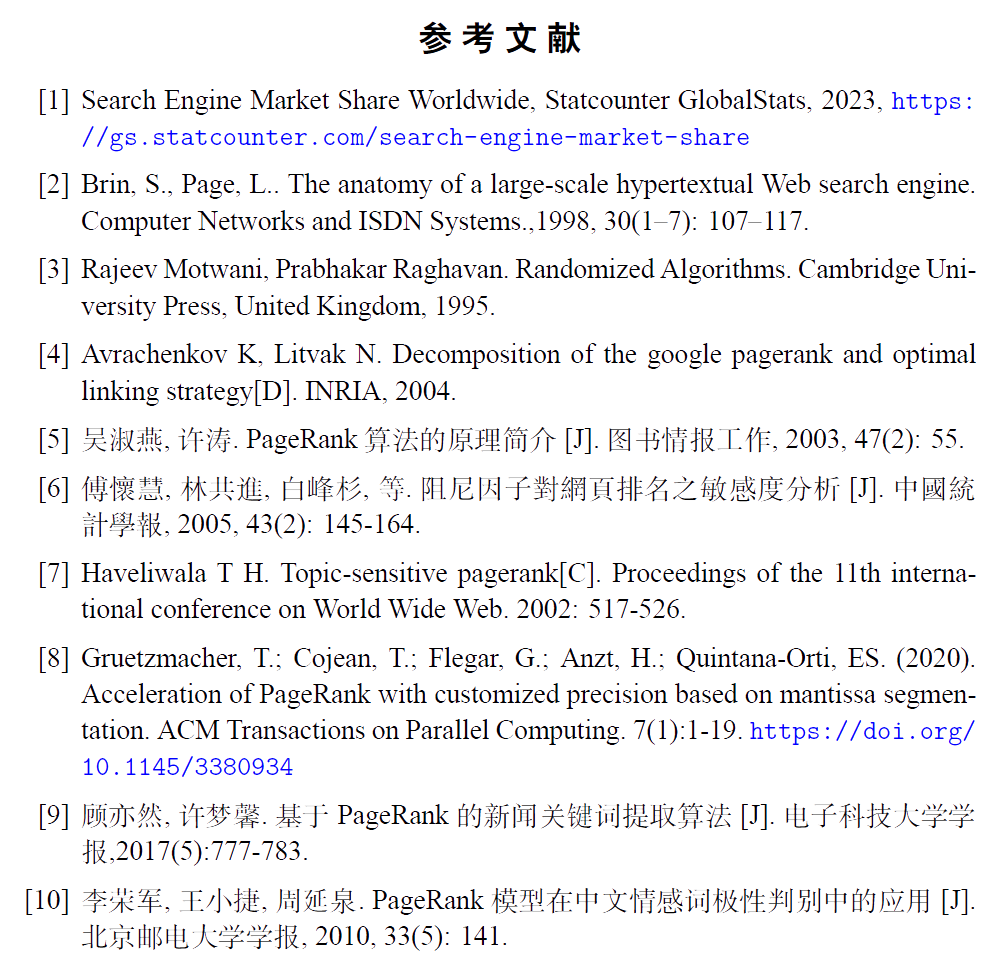 参考文献
[1] Search Engine Market Share Worldwide, Statcounter GlobalStats, 2023, https:
//gs.statcounter.com/search-engine-market-share
[2] Brin, S., Page, L.. The anatomy of a large-scale hypertextual Web search engine.
Computer Networks and ISDN Systems.,1998, 30(1–7): 107–117.
[3] Rajeev Motwani, Prabhakar Raghavan. Randomized Algorithms. Cambridge Uni-
versity Press, United Kingdom, 1995.
[4] Avrachenkov K, Litvak N. Decomposition of the google pagerank and optimal
linking strategy[D]. INRIA, 2004.
[5] 吴淑燕, 许涛. PageRank 算法的原理简介 [J]. 图书情报工作, 2003, 47(2): 55.
[6] 傅懷慧, 林共進, 白峰杉, 等. 阻尼因子對網頁排名之敏感度分析 [J]. 中國統
計學報, 2005, 43(2): 145-164.
[7] Haveliwala T H. Topic-sensitive pagerank[C]. Proceedings of the 11th interna-
tional conference on World Wide Web. 2002: 517-526.
[8] Gruetzmacher, T.; Cojean, T.; Flegar, G.; Anzt, H.; Quintana-Orti, ES. (2020).
Acceleration of PageRank with customized precision based on mantissa segmen-
tation. ACM Transactions on Parallel Computing. 7(1):1-19. https://doi.org/
10.1145/3380934
[9] 顾亦然, 许梦馨. 基于 PageRank 的新闻关键词提取算法 [J]. 电子科技大学学
报,2017(5):777-783.
[10] 李荣军, 王小捷, 周延泉. PageRank 模型在中文情感词极性判别中的应用 [J].
北京邮电大学学报, 2010, 33(5): 141.